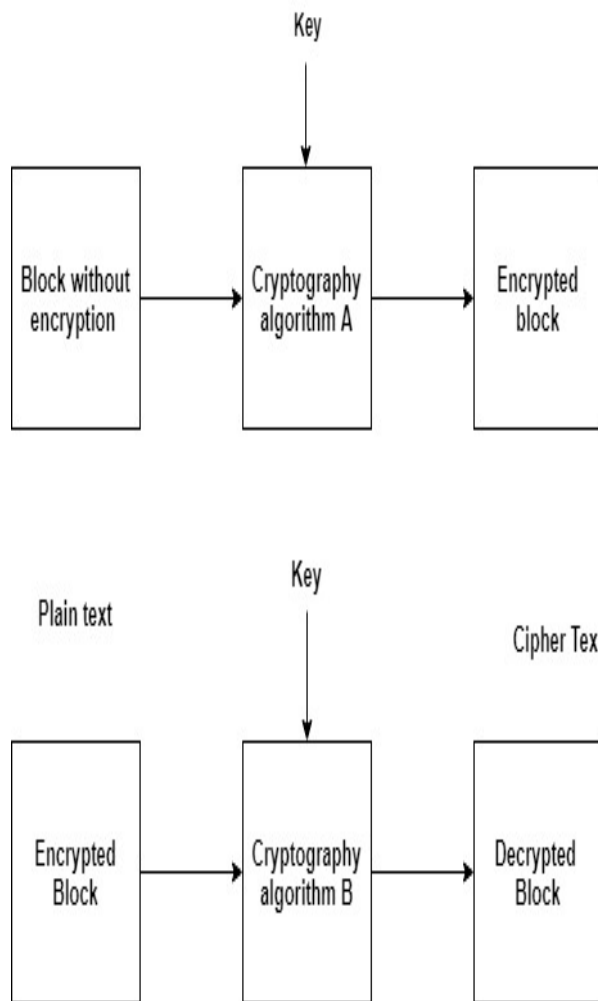 Key
Block without
encryption
Cryptography
algorithm A
Encrypted
block
Key
Plain text
Cipher Tex
Encrypted
Block
Cryptography
algorithm B
Decrypted
Block